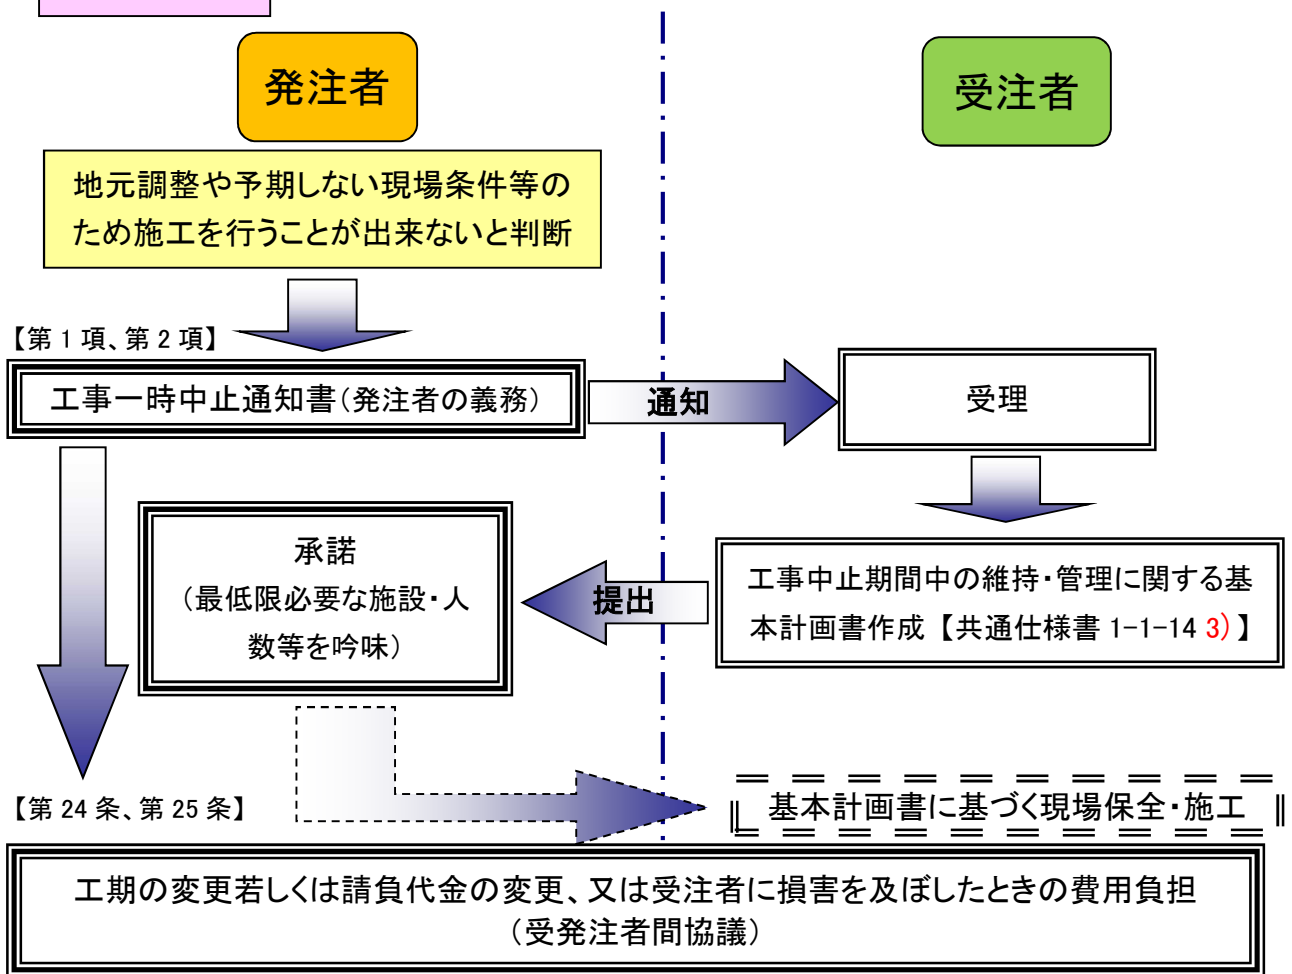 発注者
受注者
地元調整や予期しない現場条件等の
ため施工を行うことが出来ないと判断
【第1項、第2項】
工事一時中止通知書(発注者の義務)
通知
受理
承諾
(最低限必要な施設・人
数等を吟味)
提出
工事中止期間中の維持・管理に関する基
本計画書作成【共通仕様書 1-1-14 3)】
【第24条、第25条】
基本計画書に基づく現場保全・施工
工期の変更若しくは請負代金の変更、又は受注者に損害を及ぼしたときの費用負担
(受発注者間協議)